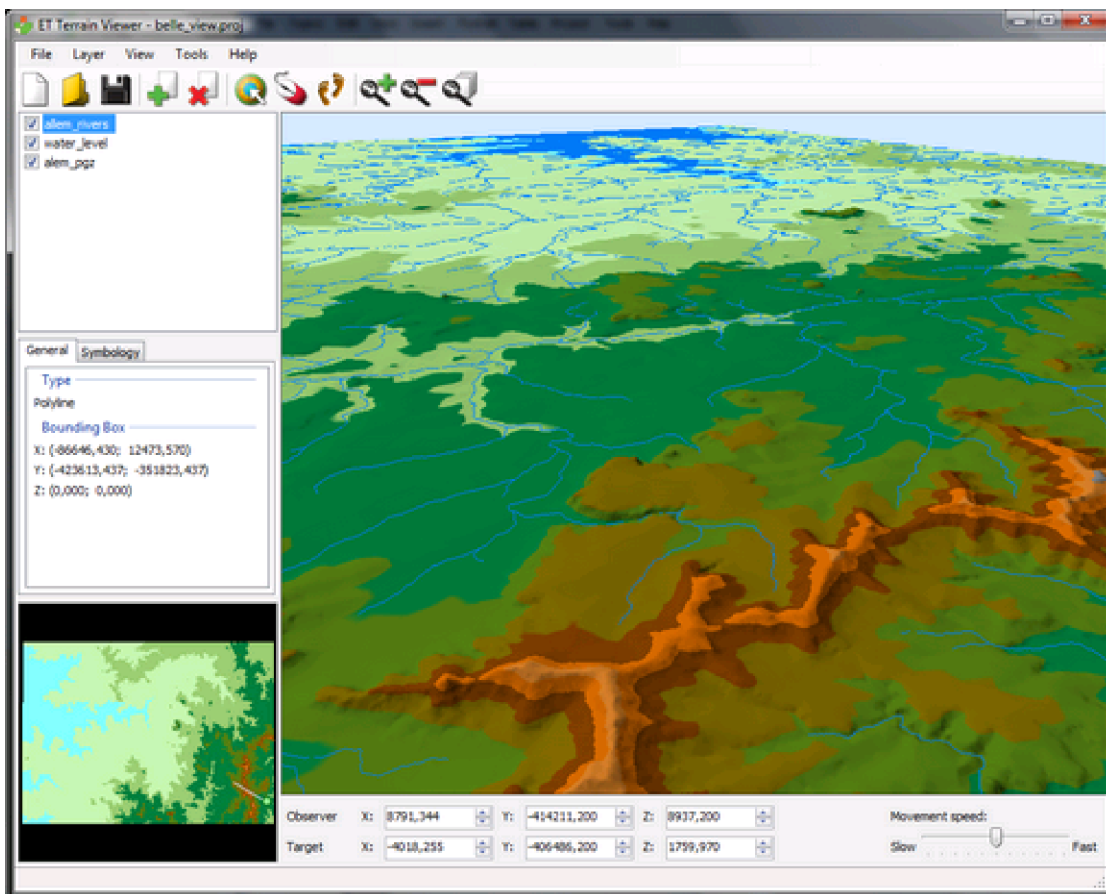 ET Terrain Viewer - belle_view.proj
File Layer View Tools Help
allem_rivers
water_level
alem_pgz
General Symbology
Type
Polyline
Bounding Box
X: (-86646,430; 12473,570)
Y: (-423613,437; -351823,437)
Z: (0,000; 0,000)
Observer X: 8791,344 Y: -414211,200 Z: 8937,200 Movement speed:
Target X: -4018,255 Y: -406486,200 Z: 1759,970 Slow Fast